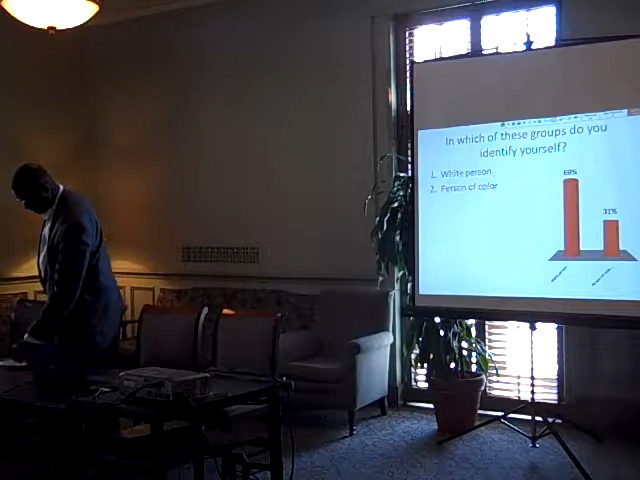 In which of these groups do you
identify yourself?
1. White person
2. Person of color
69%
31%